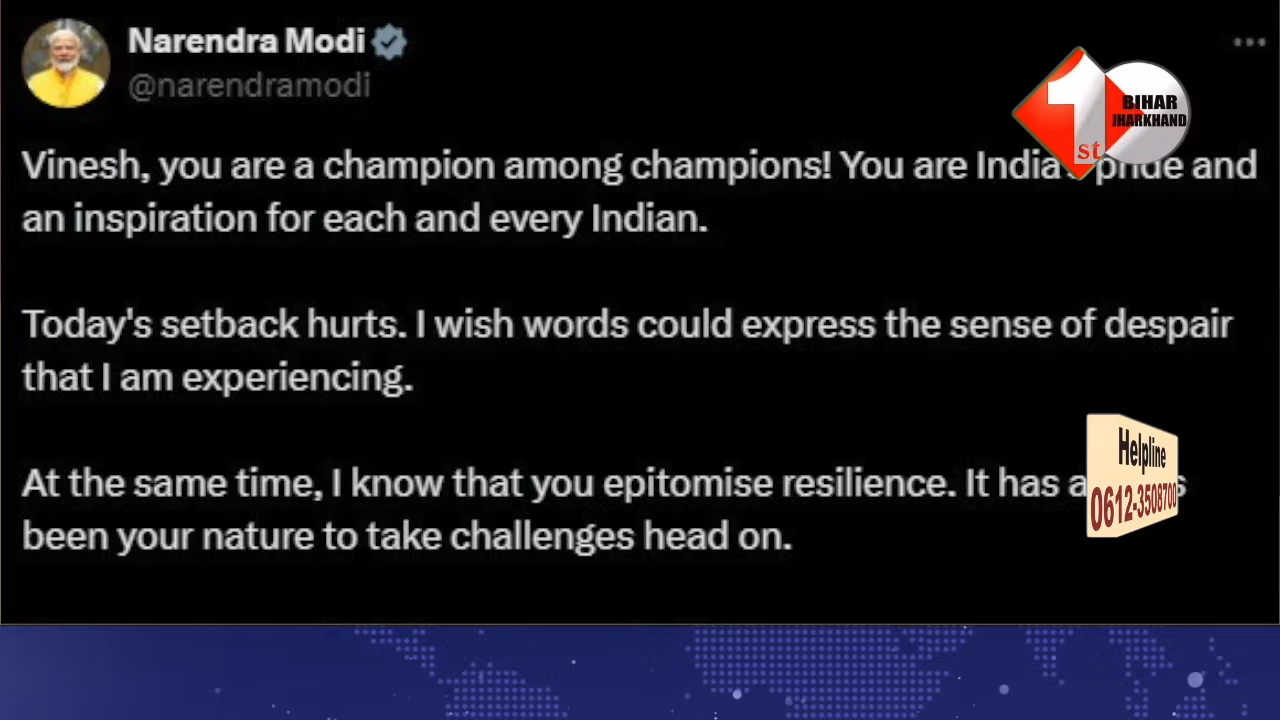 Narendra Modi
@narendramodi
1st
BIHAR
JHARKHAND
Vinesh, you are a champion among champions! You are India's pride and
an inspiration for each and every Indian.
Today's setback hurts. I wish words could express the sense of despair
that I am experiencing.
At the same time, I know that you epitomise resilience. It has
been your nature to take challenges head on.
Helpline
0612-3508700